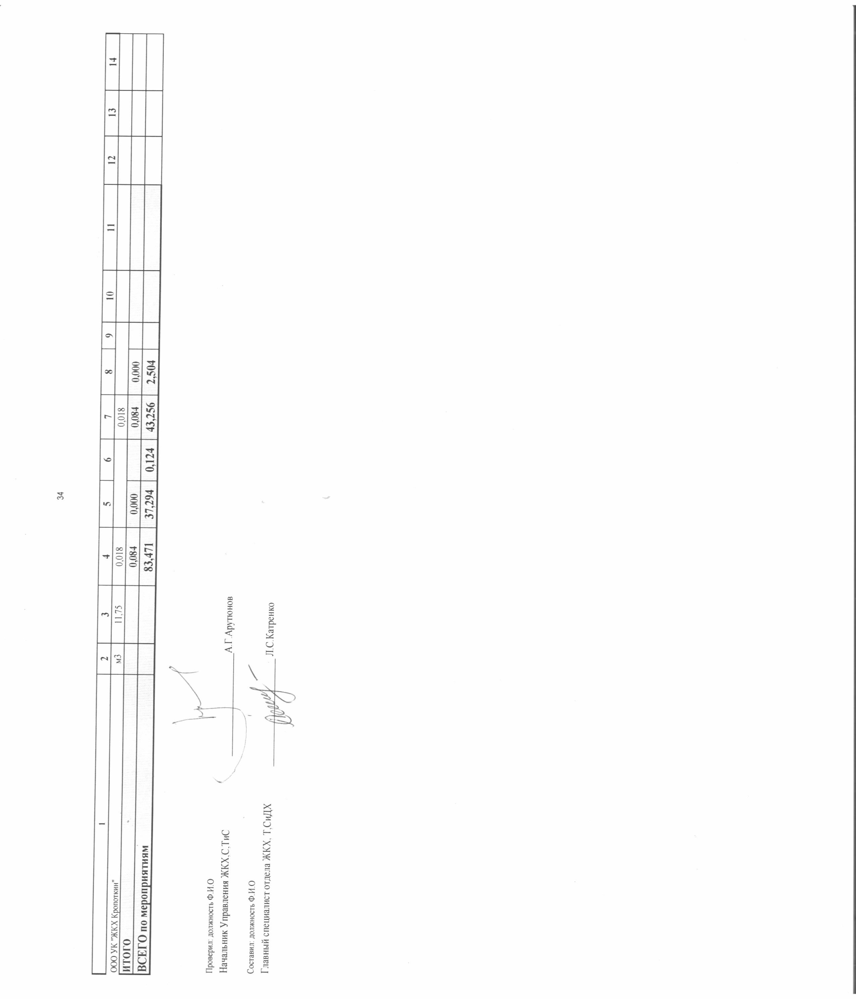 34
1 2 3 4 5 6 7 8 9 10 11 12 13 14
ООО УК "ЖКХ Кропоткин" м3 11,75 0,018 0,018
ИТОГО 0,084 0,000 0,084 0,000
ВСЕГО по мероприятиям 83,471 37,294 0,124 43,256 2,504
Проверил: должность Ф.И.О
Начальник Управления ЖКХ,С,ТиС А.Г.Арутюнов
Составил: должность Ф.И.О
Главный специалист отдела ЖКХ, Т,СиДХ Л.С.Катренко